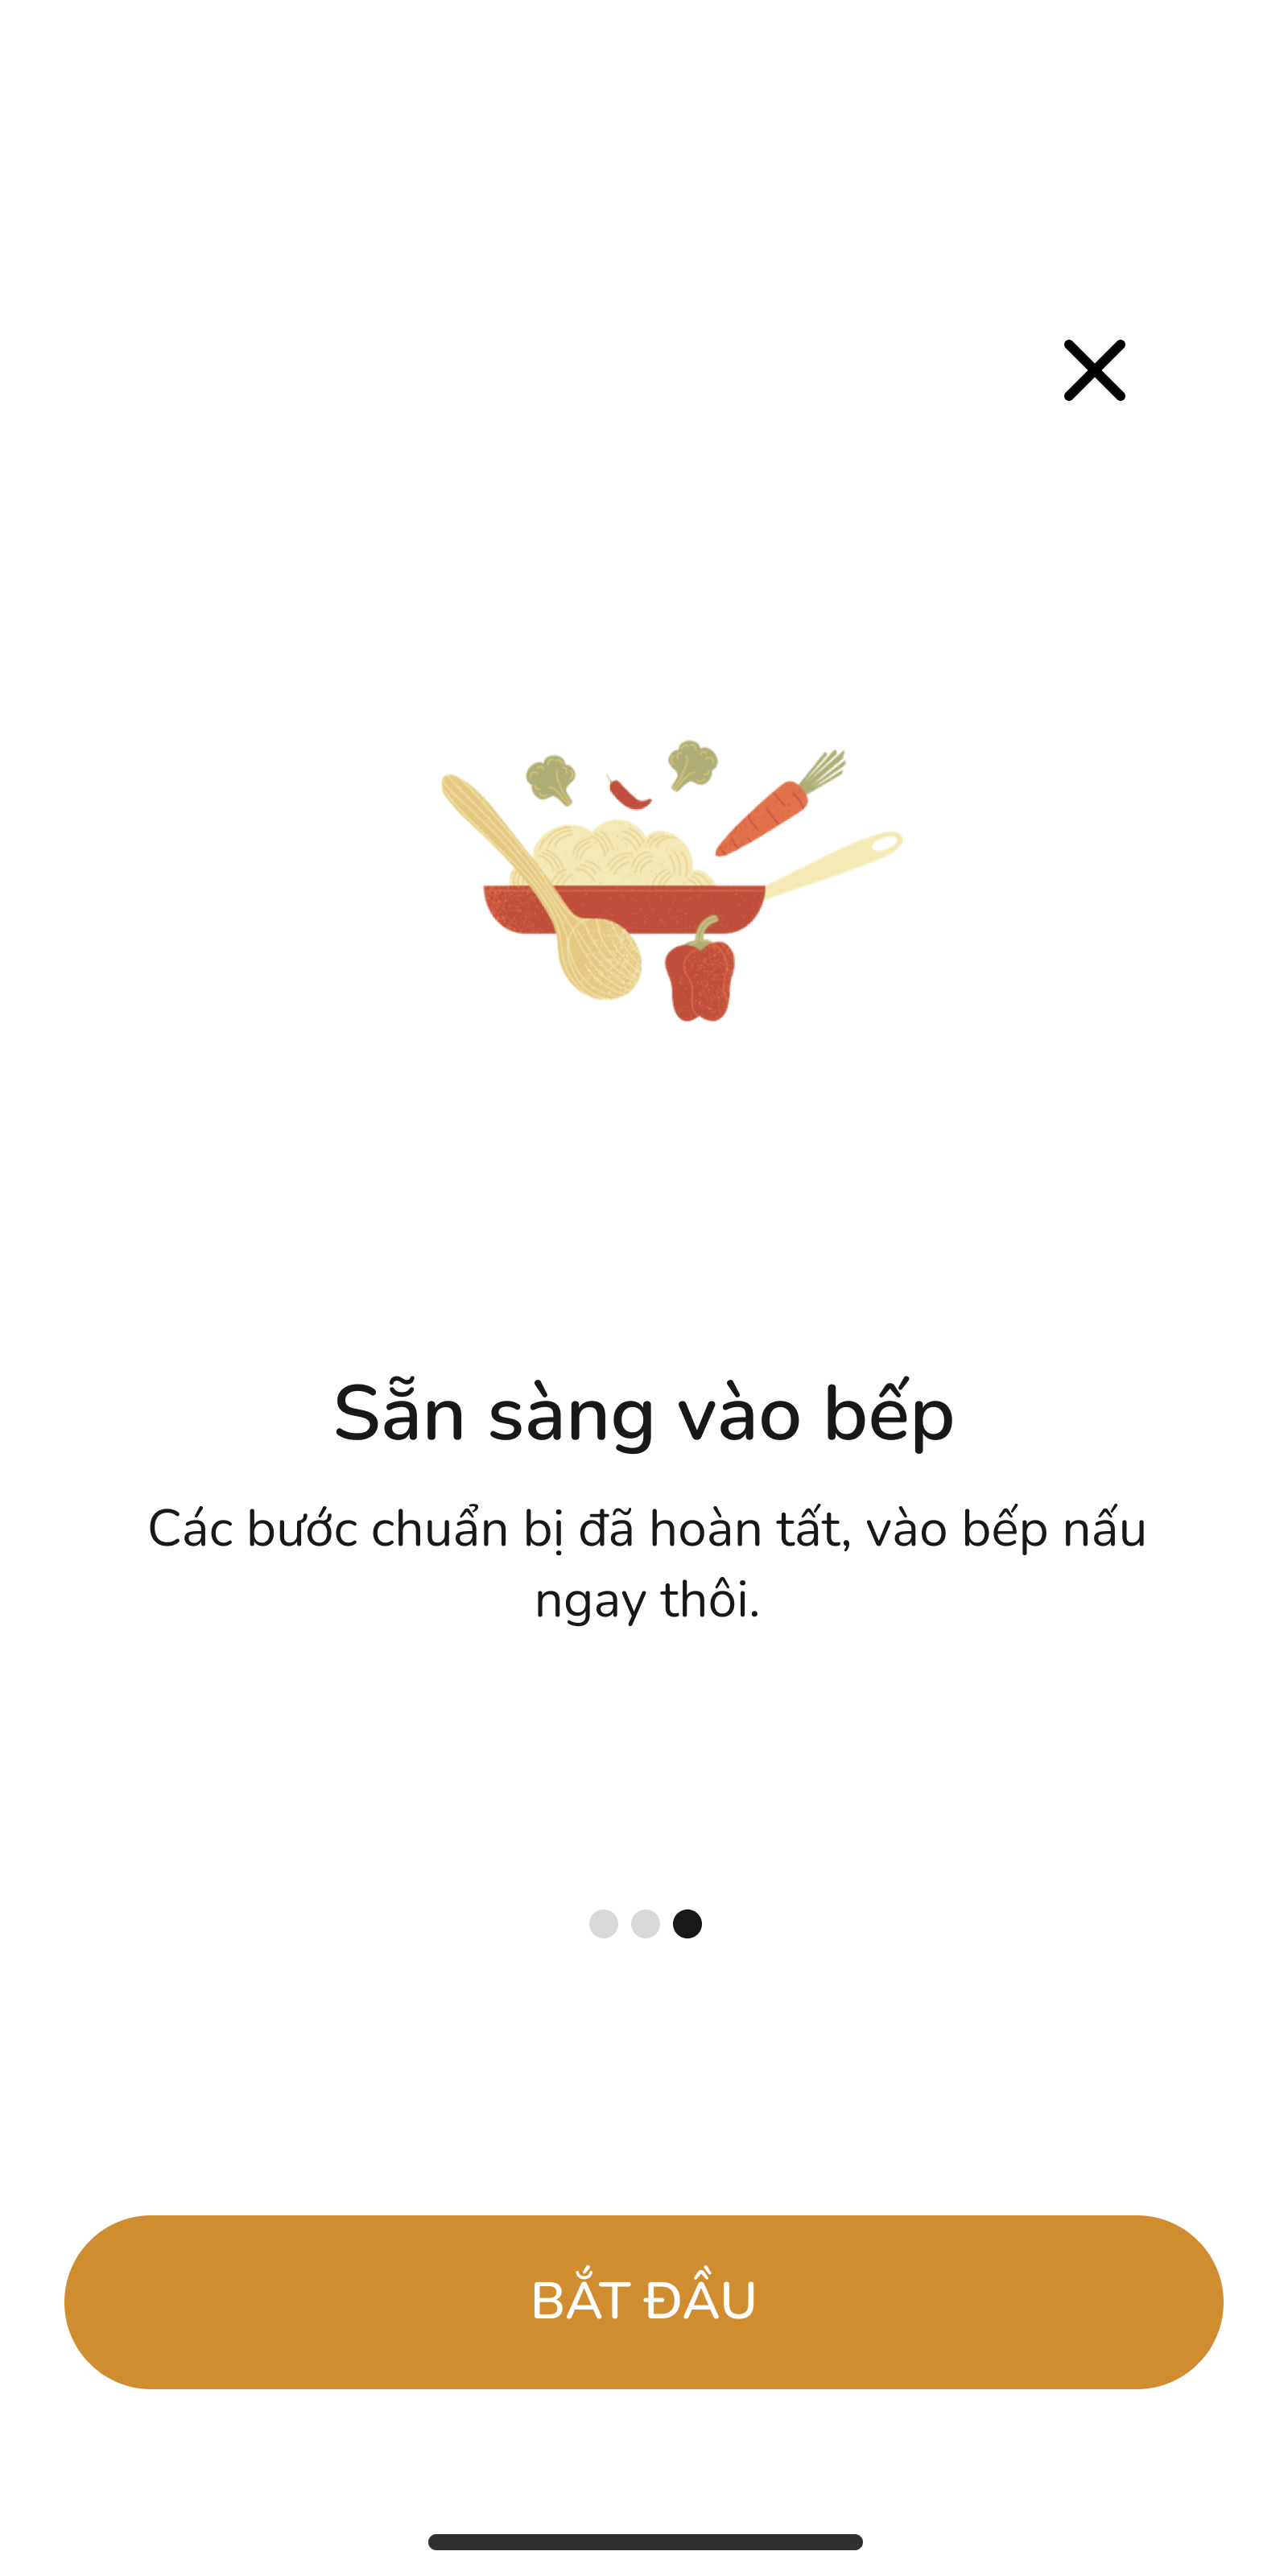 Sẵn sàng vào bếp
Các bước chuẩn bị đã hoàn tất, vào bếp nấu
ngay thôi.
BẮT ĐẦU